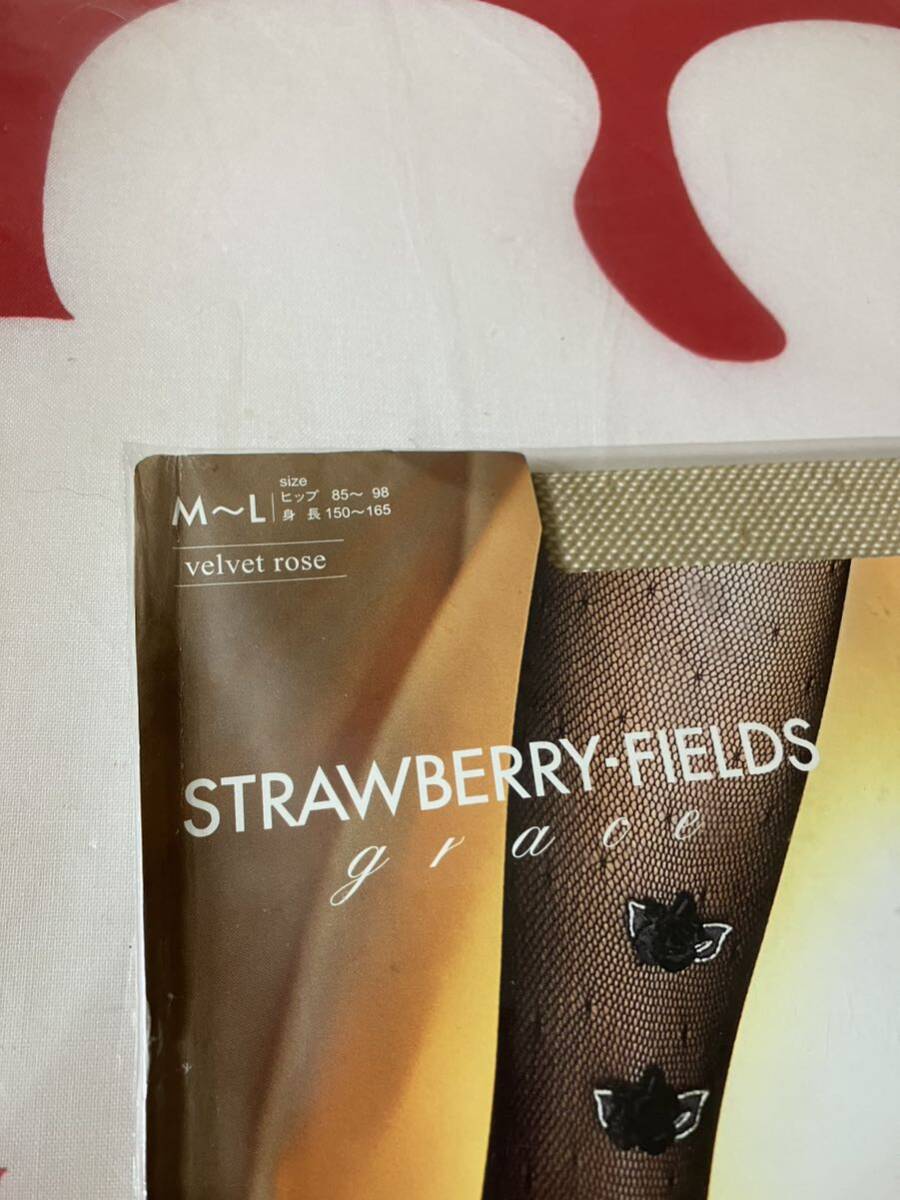 size
M～L ヒップ 85～ 98
身 長 150～165
velvet rose
STRAWBERRY·FIELDS
grace